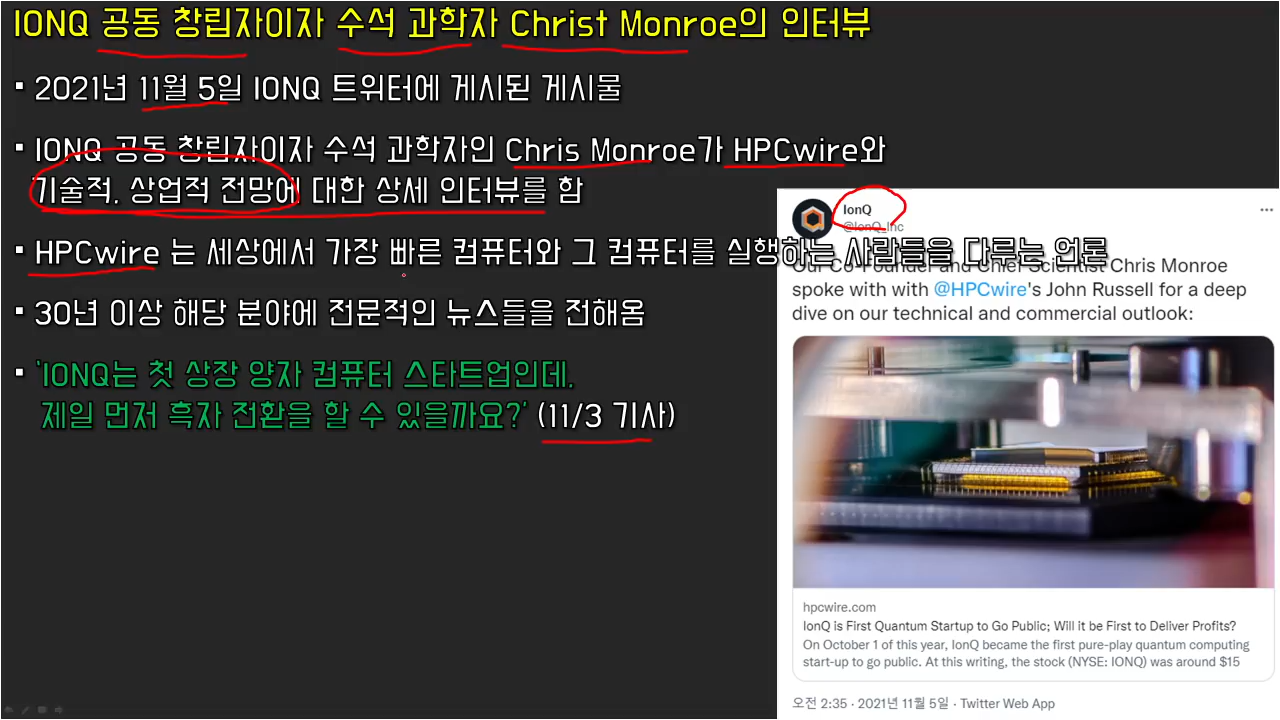 IONQ 공동 창립자이자 수석 과학자 Christ Monroe의 인터뷰
▪ 2021년 11월 5일 IONQ 트위터에 게시된 게시물
▪ IONQ 공동 창립자이자 수석 과학자인 Chris Monroe가 HPCwire와
기술적, 상업적 전망에 대한 상세 인터뷰를 함
▪ HPCwire 는 세상에서 가장 빠른 컴퓨터와 그 컴퓨터를 실행하는 사람들을 다루는 언론
▪ 30년 이상 해당 분야에 전문적인 뉴스들을 전해옴
▪ 'IONQ는 첫 상장 양자 컴퓨터 스타트업인데,
제일 먼저 흑자 전환을 할 수 있을까요?' (11/3 기사)
IonQ
@IonQ_Inc
Our Co-Founder and Chief Scientist Chris Monroe
spoke with with @HPCwire's John Russell for a deep
dive on our technical and commercial outlook:
hpcwire.com
IonQ is First Quantum Startup to Go Public; Will it be First to Deliver Profits?
On October 1 of this year, IonQ became the first pure-play quantum computing
start-up to go public. At this writing, the stock (NYSE: IONQ) was around $15
오전 2:35 · 2021년 11월 5일 · Twitter Web App